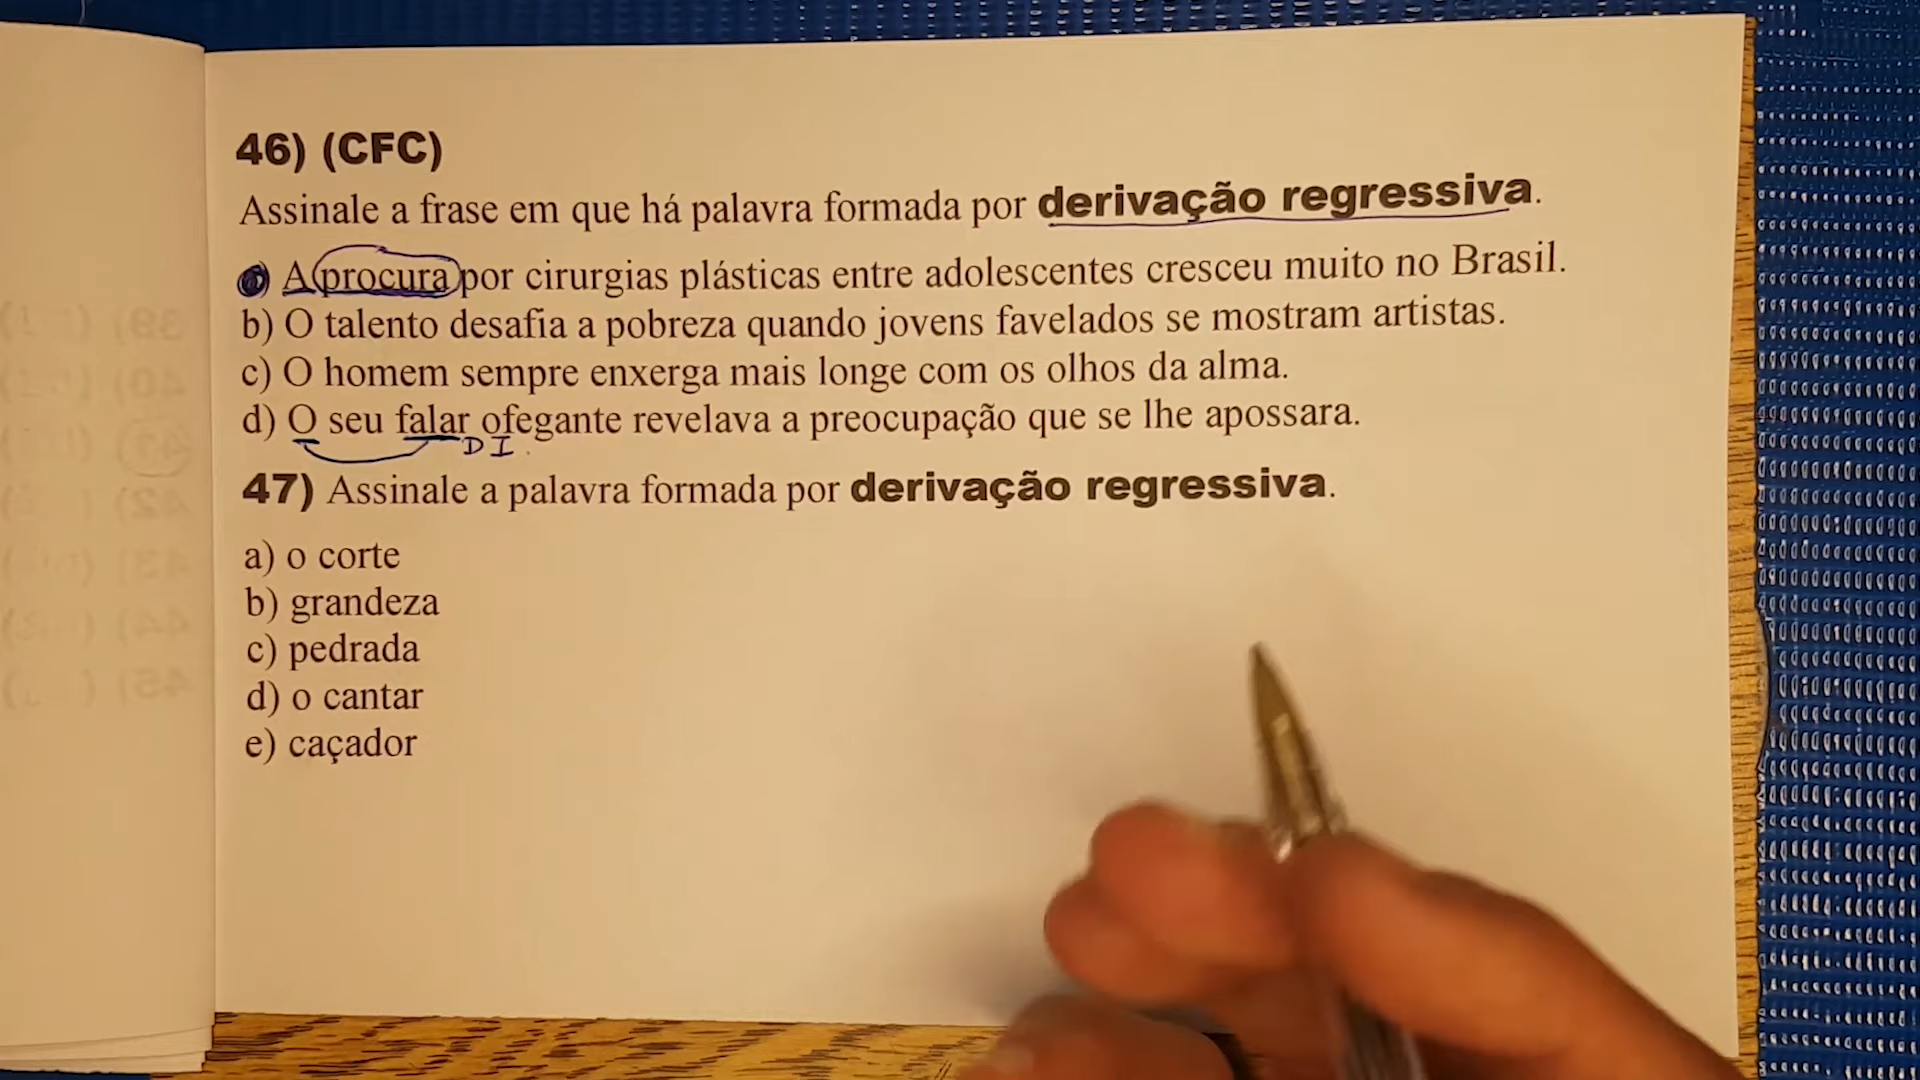 46) (CFC)
Assinale a frase em que há palavra formada por derivação regressiva.
a) A procura por cirurgias plásticas entre adolescentes cresceu muito no Brasil.
b) O talento desafia a pobreza quando jovens favelados se mostram artistas.
c) O homem sempre enxerga mais longe com os olhos da alma.
d) O seu falar ofegante revelava a preocupação que se lhe apossara.
DI.
47) Assinale a palavra formada por derivação regressiva.
a) o corte
b) grandeza
c) pedrada
d) o cantar
e) caçador